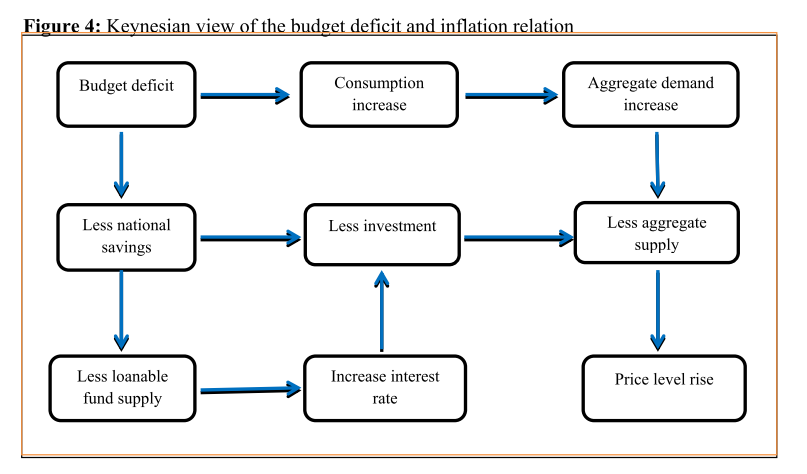 Figure 4: Keynesian view of the budget deficit and inflation relation
Budget deficit
Consumption
increase
Aggregate demand
increase
Less national
savings
Less investment
Less aggregate
supply
Less loanable
fund supply
Increase interest
rate
Price level rise